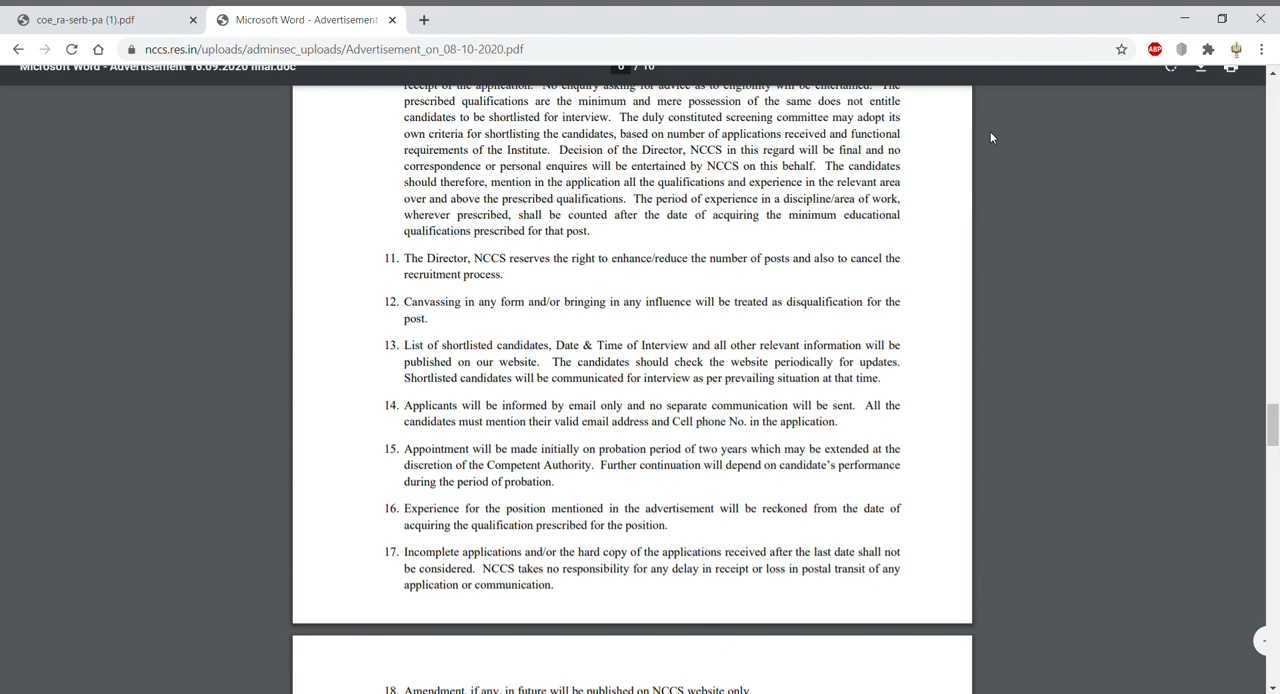 coe_ra-serb-pa (1).pdf
Microsoft Word - Advertisement
nccs.res.in/uploads/adminsec_uploads/Advertisement_on_08-10-2020.pdf
ABP
Microsoft Word - Advertisement 16.09.2020 final.doc
6 / 10
receipt of the application. No enquiry asking for advice as to eligibility will be entertained. The
prescribed qualifications are the minimum and mere possession of the same does not entitle
candidates to be shortlisted for interview. The duly constituted screening committee may adopt its
own criteria for shortlisting the candidates, based on number of applications received and functional
requirements of the Institute. Decision of the Director, NCCS in this regard will be final and no
correspondence or personal enquires will be entertained by NCCS on this behalf. The candidates
should therefore, mention in the application all the qualifications and experience in the relevant area
over and above the prescribed qualifications. The period of experience in a discipline/area of work,
wherever prescribed, shall be counted after the date of acquiring the minimum educational
qualifications prescribed for that post.
11. The Director, NCCS reserves the right to enhance/reduce the number of posts and also to cancel the
recruitment process.
12. Canvassing in any form and/or bringing in any influence will be treated as disqualification for the
post.
13. List of shortlisted candidates, Date & Time of Interview and all other relevant information will be
published on our website. The candidates should check the website periodically for updates.
Shortlisted candidates will be communicated for interview as per prevailing situation at that time.
14. Applicants will be informed by email only and no separate communication will be sent. All the
candidates must mention their valid email address and Cell phone No. in the application.
15. Appointment will be made initially on probation period of two years which may be extended at the
discretion of the Competent Authority. Further continuation will depend on candidate's performance
during the period of probation.
16. Experience for the position mentioned in the advertisement will be reckoned from the date of
acquiring the qualification prescribed for the position.
17. Incomplete applications and/or the hard copy of the applications received after the last date shall not
be considered. NCCS takes no responsibility for any delay in receipt or loss in postal transit of any
application or communication.
18. Amendment, if any, in future will be published on NCCS website only.